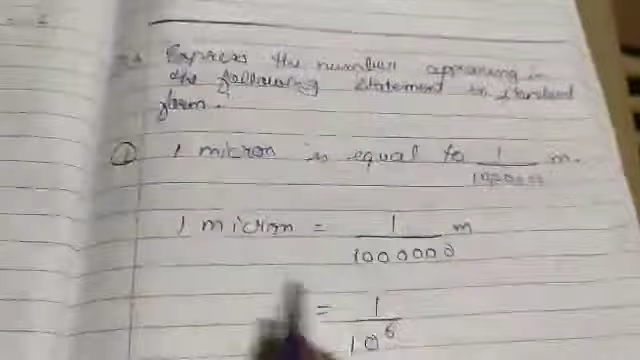 Express the number appearing in
the following statement in standard
form.
① 1 micron is equal to 1/1000000 m.
1 micron = 1/1000000 m
= 1/10⁶